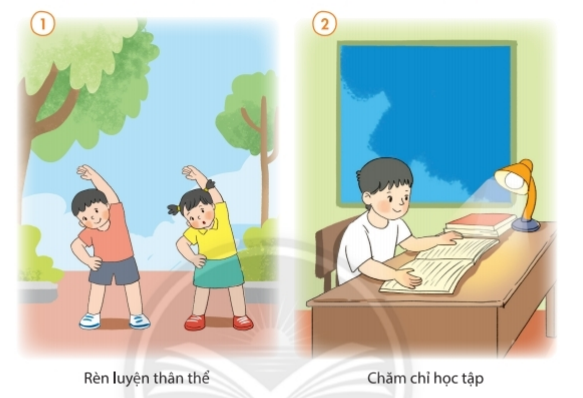 1
2
Rèn luyện thân thể
Chăm chỉ học tập